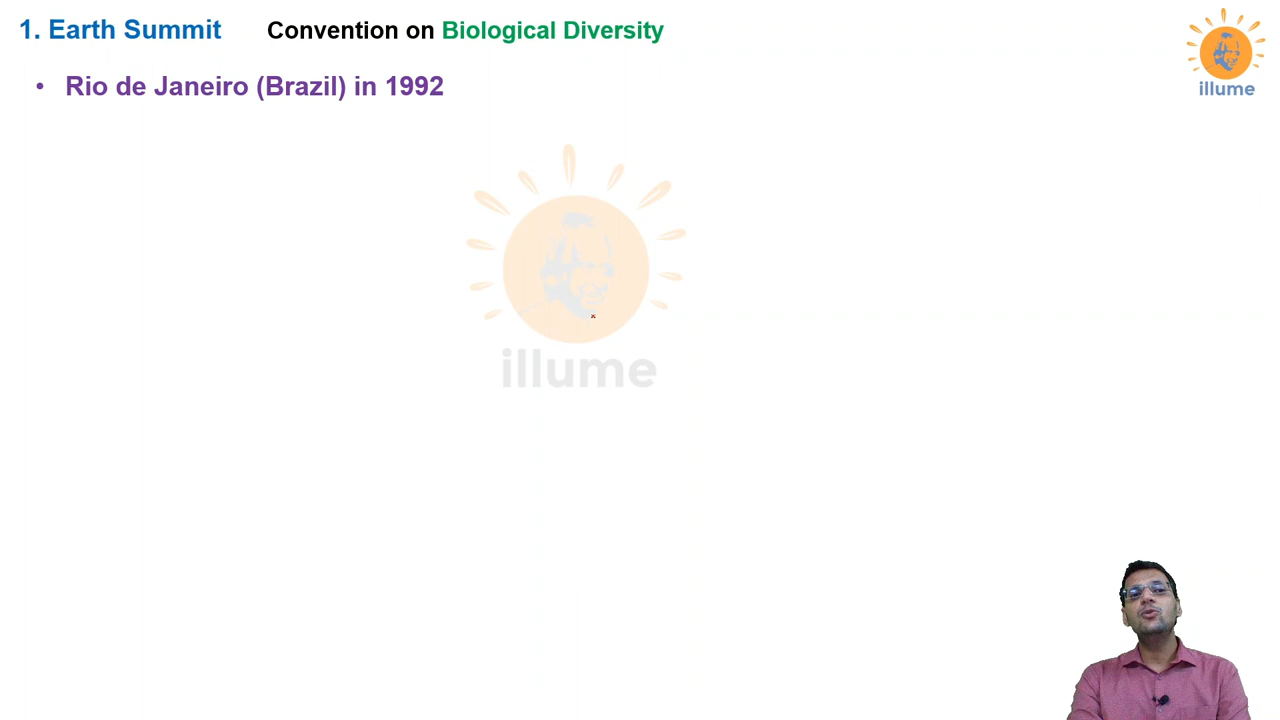 1. Earth Summit Convention on Biological Diversity
illume
• Rio de Janeiro (Brazil) in 1992
illume